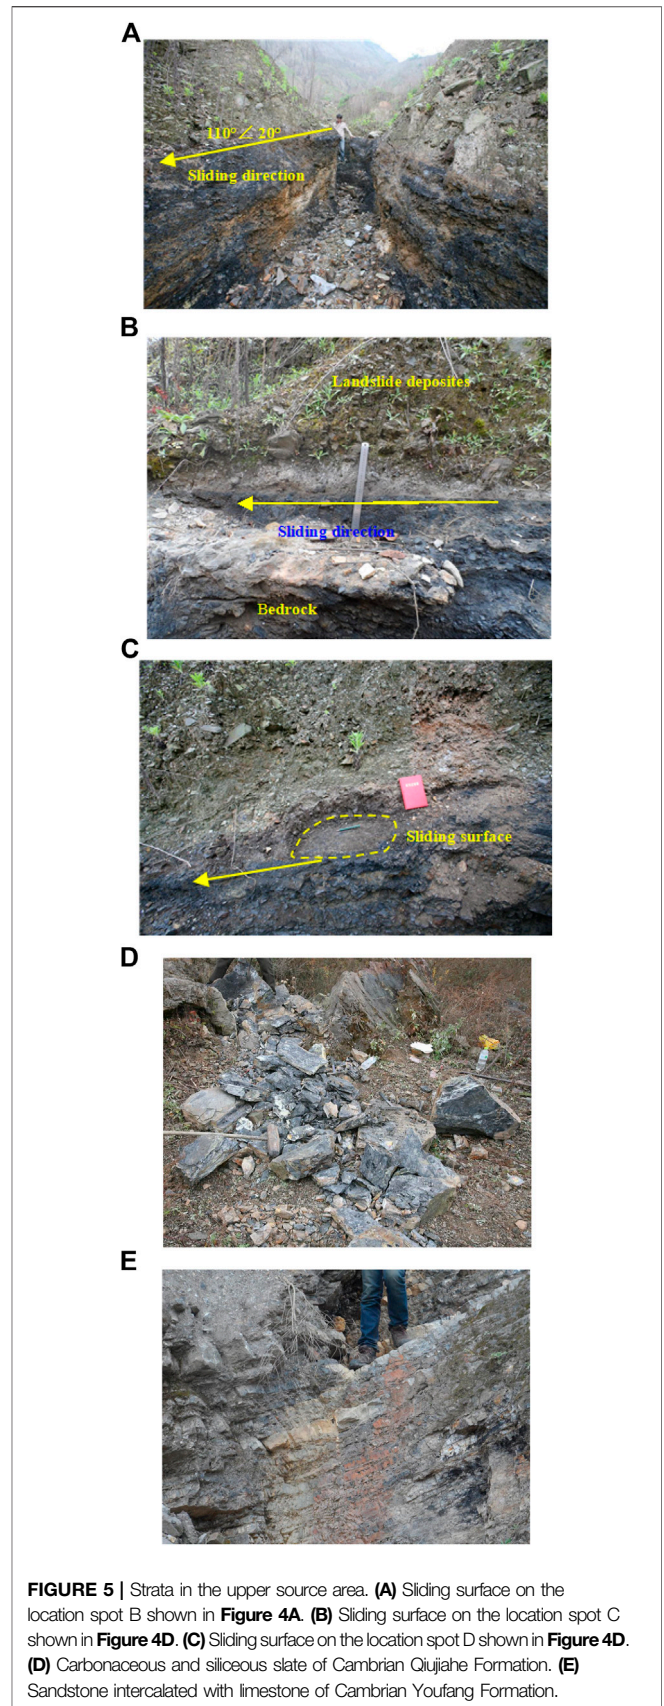 A
110°∠20°
Sliding direction
B
Landslide deposites
Sliding direction
Bedrock
C
Sliding surface
D
E
FIGURE 5 | Strata in the upper source area. (A) Sliding surface on the
location spot B shown in Figure 4A. (B) Sliding surface on the location spot C
shown in Figure 4D. (C) Sliding surface on the location spot D shown in Figure 4D.
(D) Carbonaceous and siliceous slate of Cambrian Qiujiahe Formation. (E)
Sandstone intercalated with limestone of Cambrian Youfang Formation.